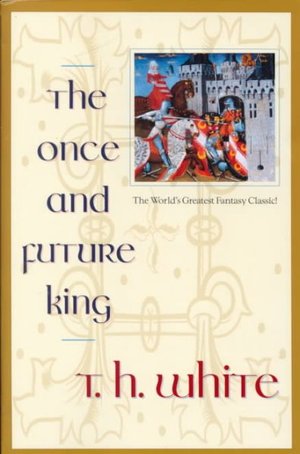 The
Once
and
Future
King
The World's Greatest Fantasy Classic!
T. H. White